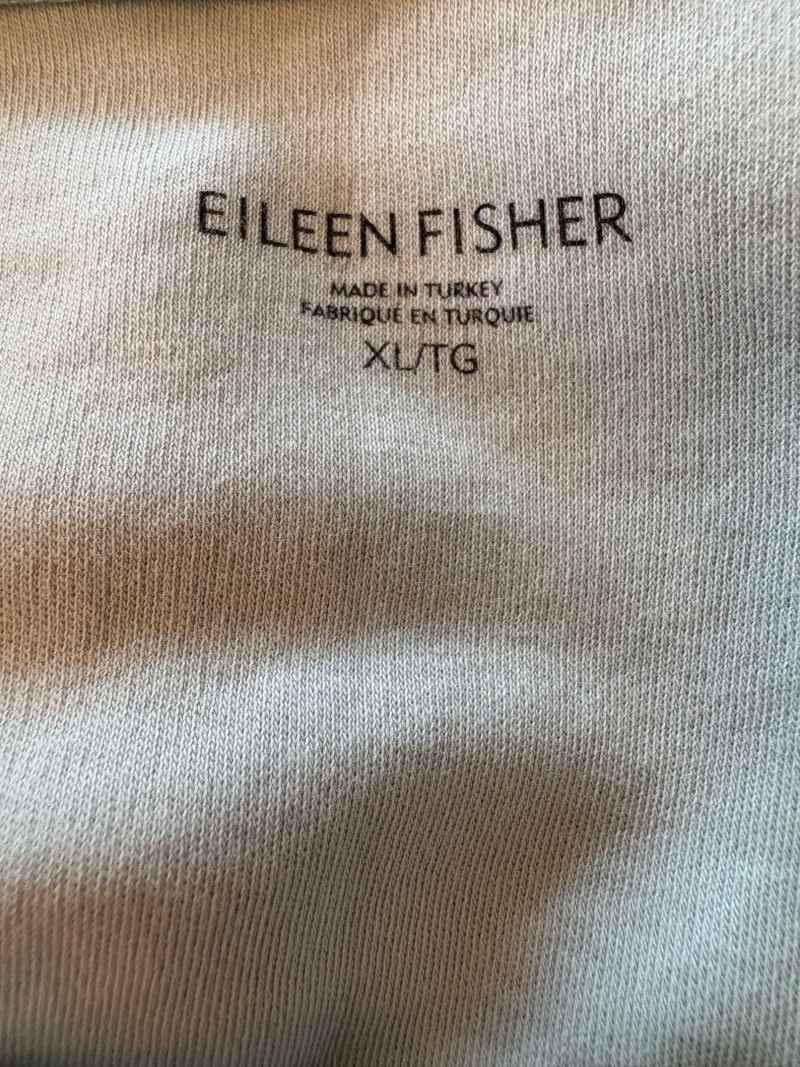 EILEEN FISHER
MADE IN TURKEY
FABRIQUÉ EN TURQUIE
XL/TG